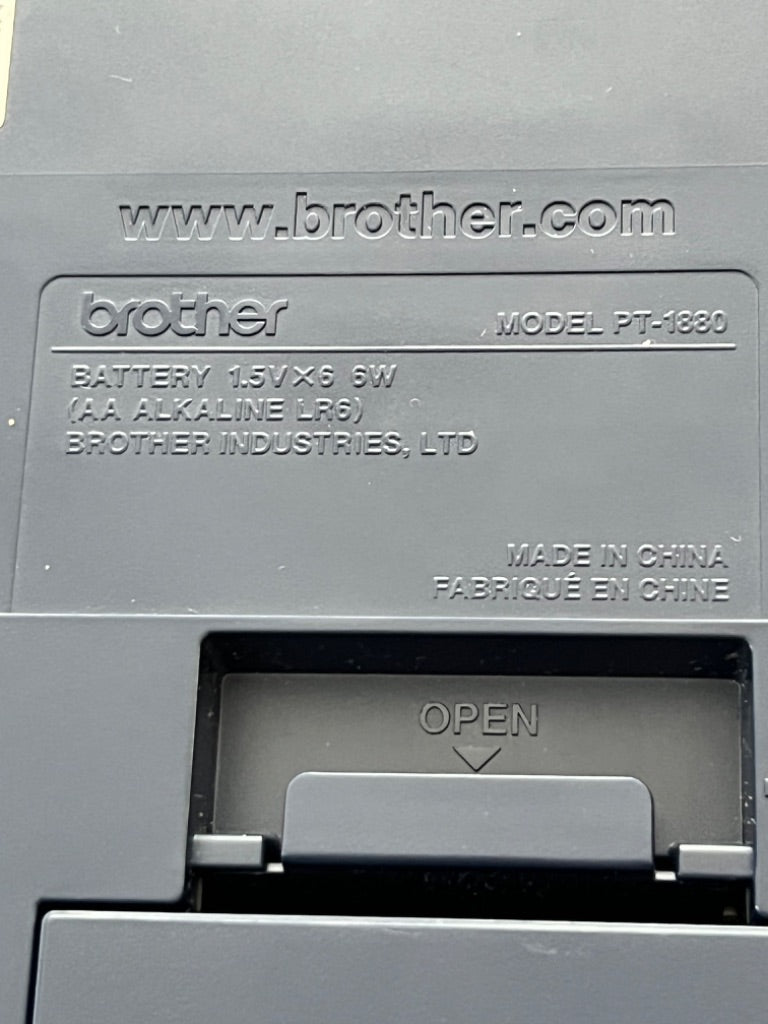 www.brother.com
brother
MODEL PT-1880
BATTERY 1.5V×6 6W
(AA ALKALINE LR6)
BROTHER INDUSTRIES, LTD
MADE IN CHINA
FABRIQUÉ EN CHINE
OPEN